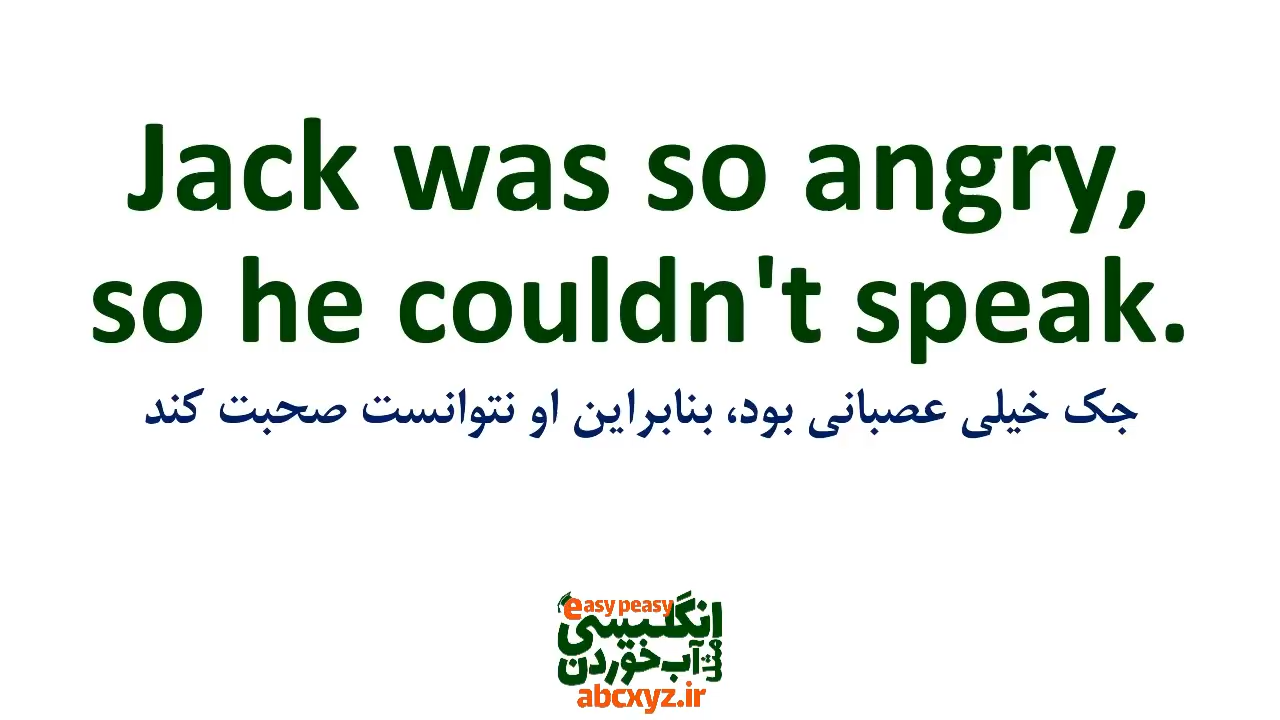 Jack was so angry,
so he couldn't speak.
جک خیلی عصبانی بود، بنابراین او نتوانست صحبت کند
easy peasy
انگلیسی
مثل آب خوردن
abcxyz.ir